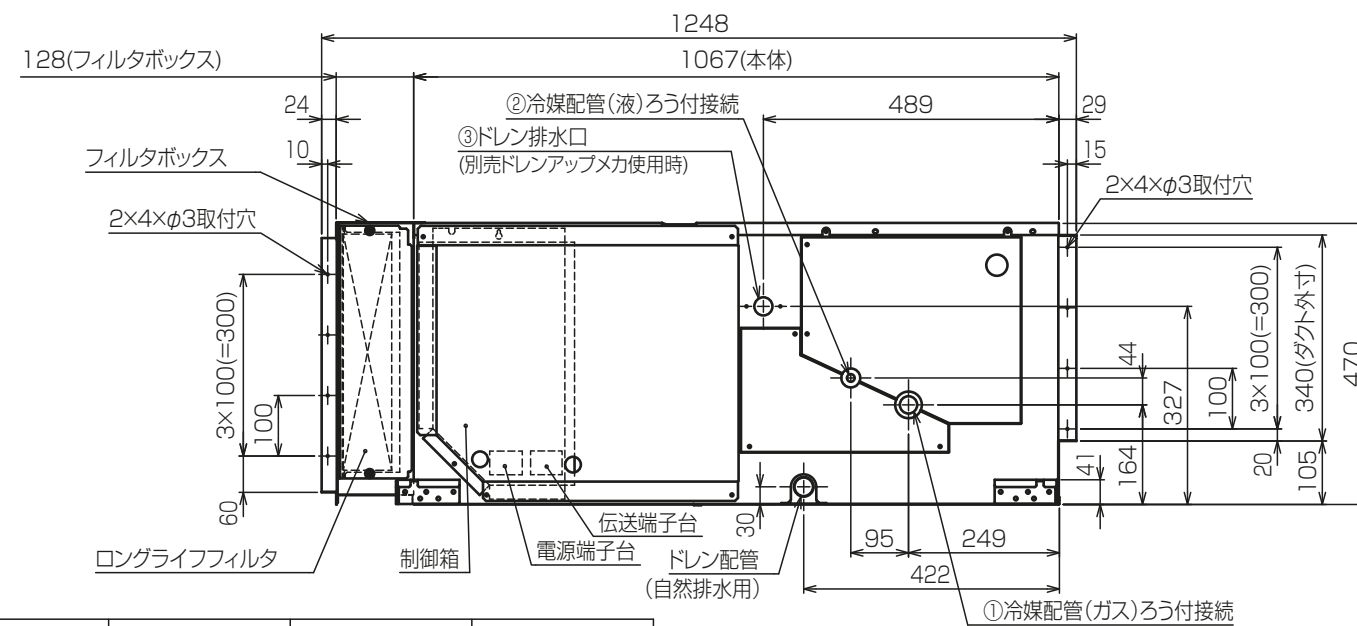 1248
128(フィルタボックス)
1067(本体)
24
②冷媒配管(液)ろう付接続
489
29
③ドレン排水口
(別売ドレンアップメカ使用時)
10
15
フィルタボックス
2×4×φ3取付穴
2×4×φ3取付穴
3×100(=300)
100
60
44
327
164
41
100
3×100(=300)
20
340(ダクト外寸)
105
470
30
伝送端子台
電源端子台
95
249
ロングライフフィルタ
制御箱
ドレン配管
(自然排水用)
422
①冷媒配管(ガス)ろう付接続